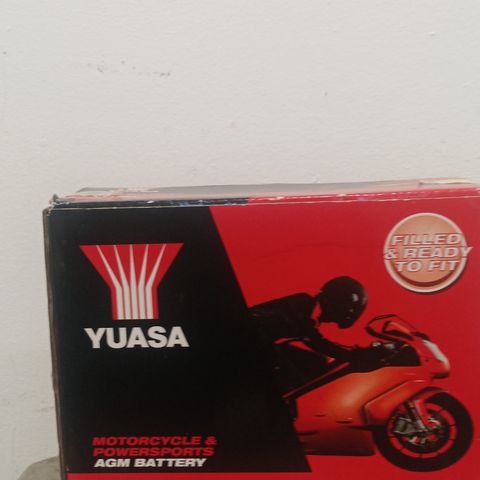 FILLED
& READY
TO FIT
YUASA
MOTORCYCLE &
POWERSPORTS
AGM BATTERY